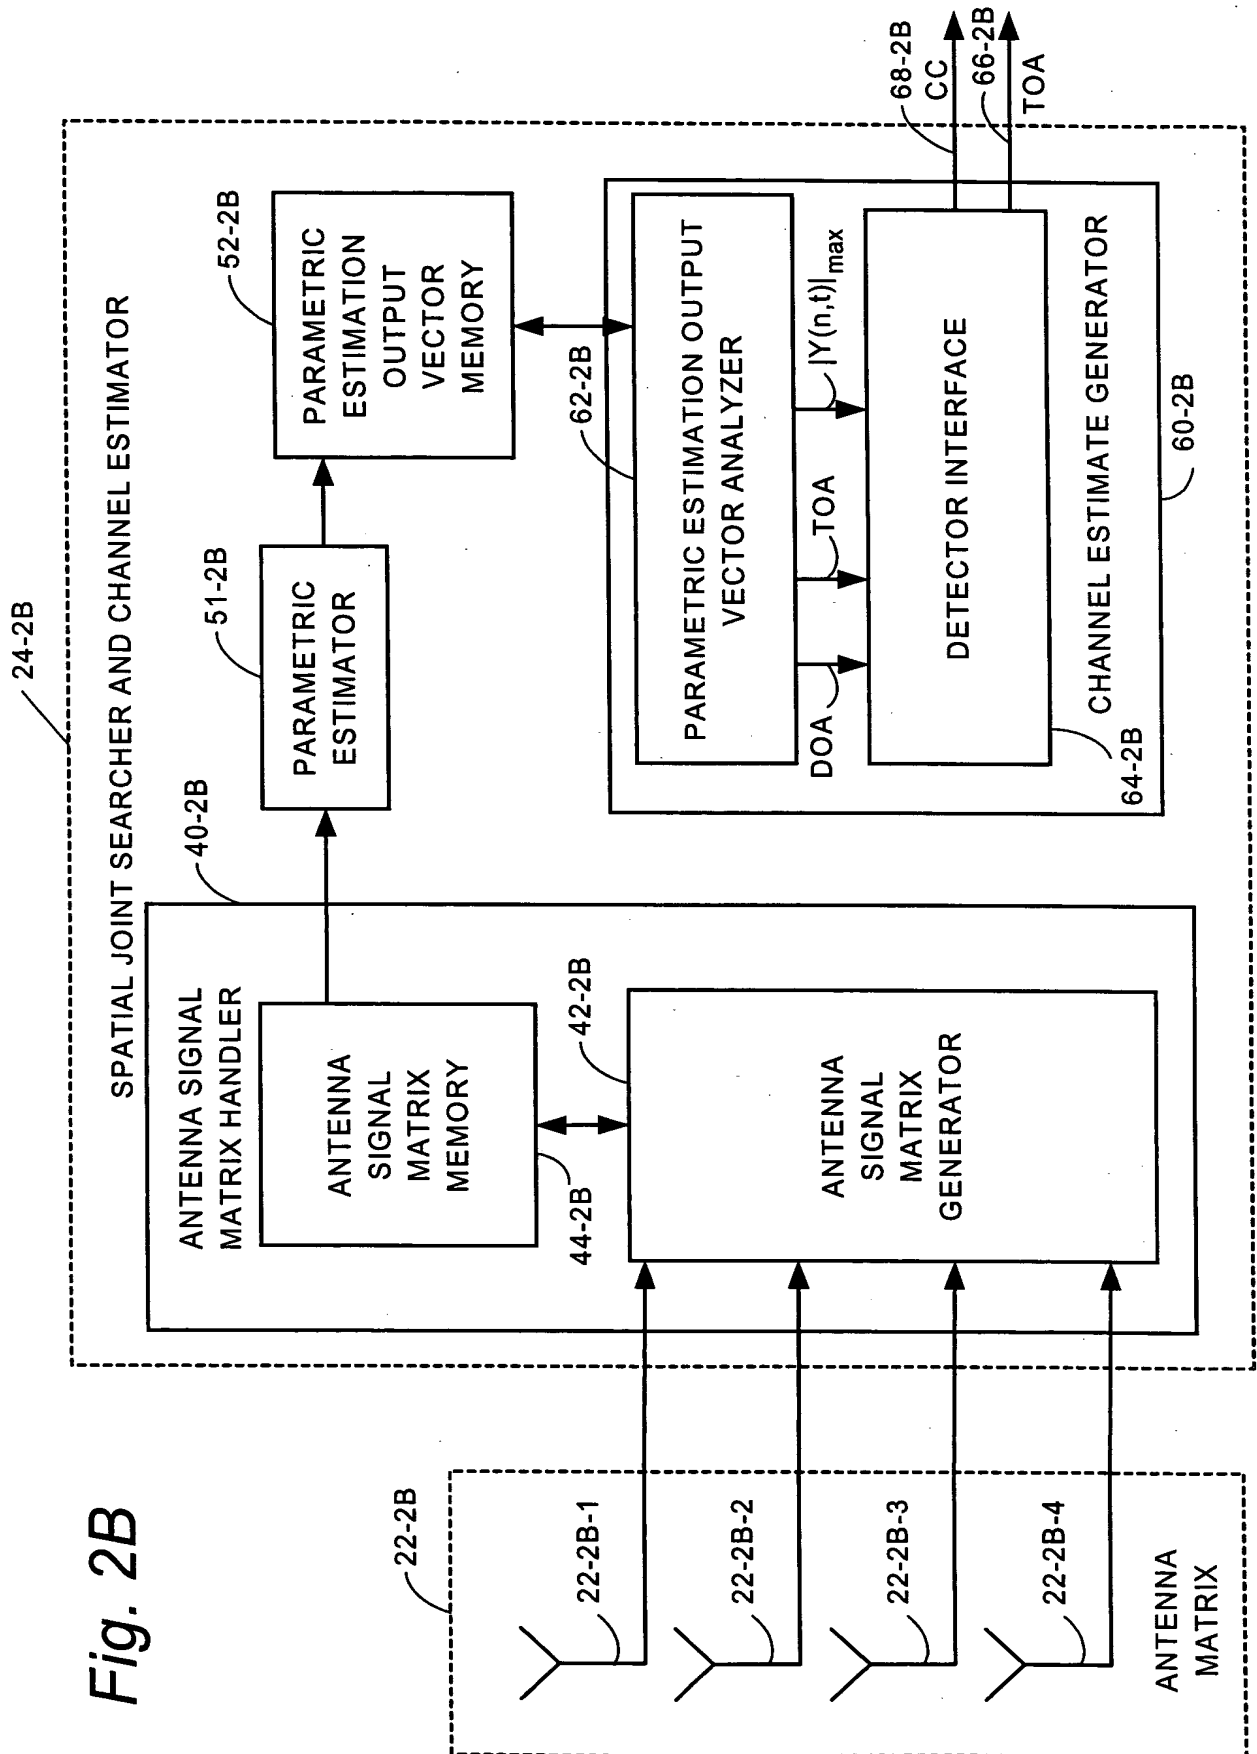 Fig. 2B
24-2B
SPATIAL JOINT SEARCHER AND CHANNEL ESTIMATOR
22-2B
22-2B-1
22-2B-2
22-2B-3
22-2B-4
ANTENNA
MATRIX
40-2B
ANTENNA SIGNAL
MATRIX HANDLER
ANTENNA
SIGNAL
MATRIX
MEMORY
44-2B
42-2B
ANTENNA
SIGNAL
MATRIX
GENERATOR
51-2B
PARAMETRIC
ESTIMATOR
52-2B
PARAMETRIC
ESTIMATION
OUTPUT
VECTOR
MEMORY
62-2B
PARAMETRIC ESTIMATION OUTPUT
VECTOR ANALYZER
DOA
TOA
|Y(n,t)|max
DETECTOR INTERFACE
64-2B
CHANNEL ESTIMATE GENERATOR
60-2B
68-2B
CC
66-2B
TOA